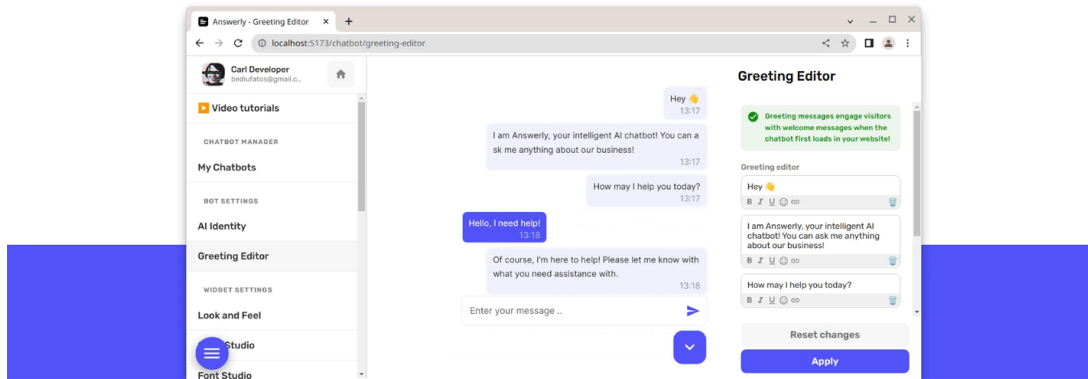 Answerly - Greeting Editor
localhost:5173/chatbot/greeting-editor
Carl Developer
bediufatos@gmail.c..
Video tutorials
CHATBOT MANAGER
My Chatbots
BOT SETTINGS
AI Identity
Greeting Editor
WIDGET SETTINGS
Look and Feel
Studio
Font Studio
Hey 👋
13:17
I am Answerly, your intelligent AI chatbot! You can a
sk me anything about our business!
13:17
How may I help you today?
13:17
Hello, I need help!
13:18
Of course, I'm here to help! Please let me know with
what you need assistance with.
13:18
Enter your message ..
Greeting Editor
Greeting messages engage visitors
with welcome messages when the
chatbot first loads in your website!
Greeting editor
Hey 👋
B I U
I am Answerly, your intelligent AI
chatbot! You can ask me anything
about our business!
B I U
How may I help you today?
B I U
Reset changes
Apply